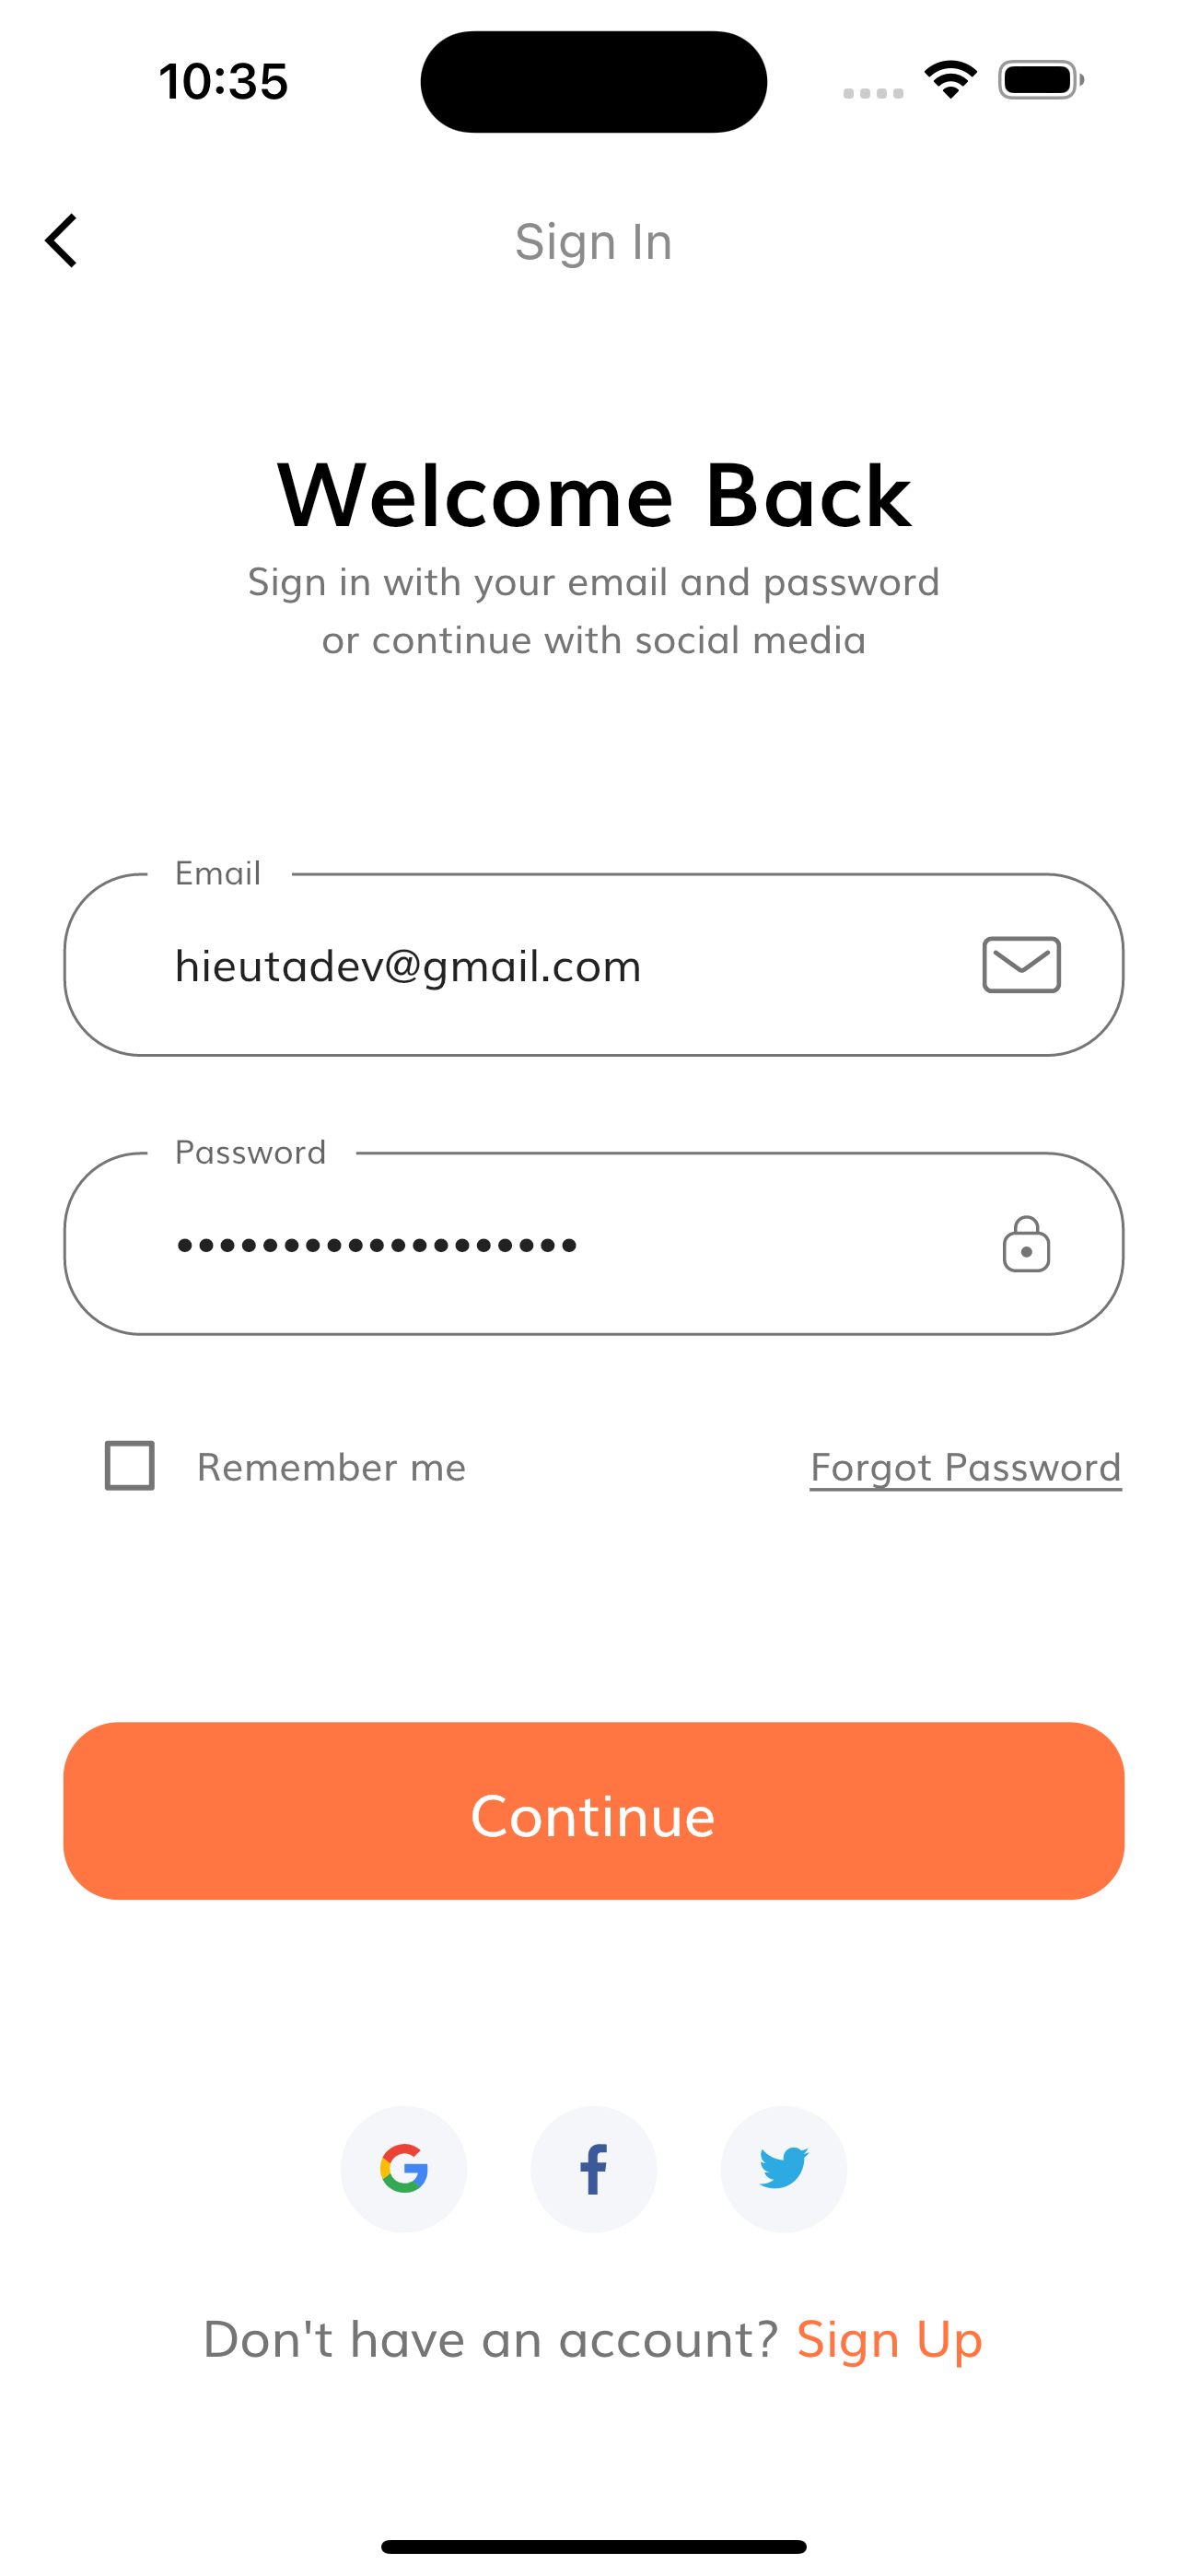 10:35
Sign In
Welcome Back
Sign in with your email and password
or continue with social media
Email
hieutadev@gmail.com
Password
•••••••••••••••••••
Remember me
Forgot Password
Continue
Don't have an account? Sign Up